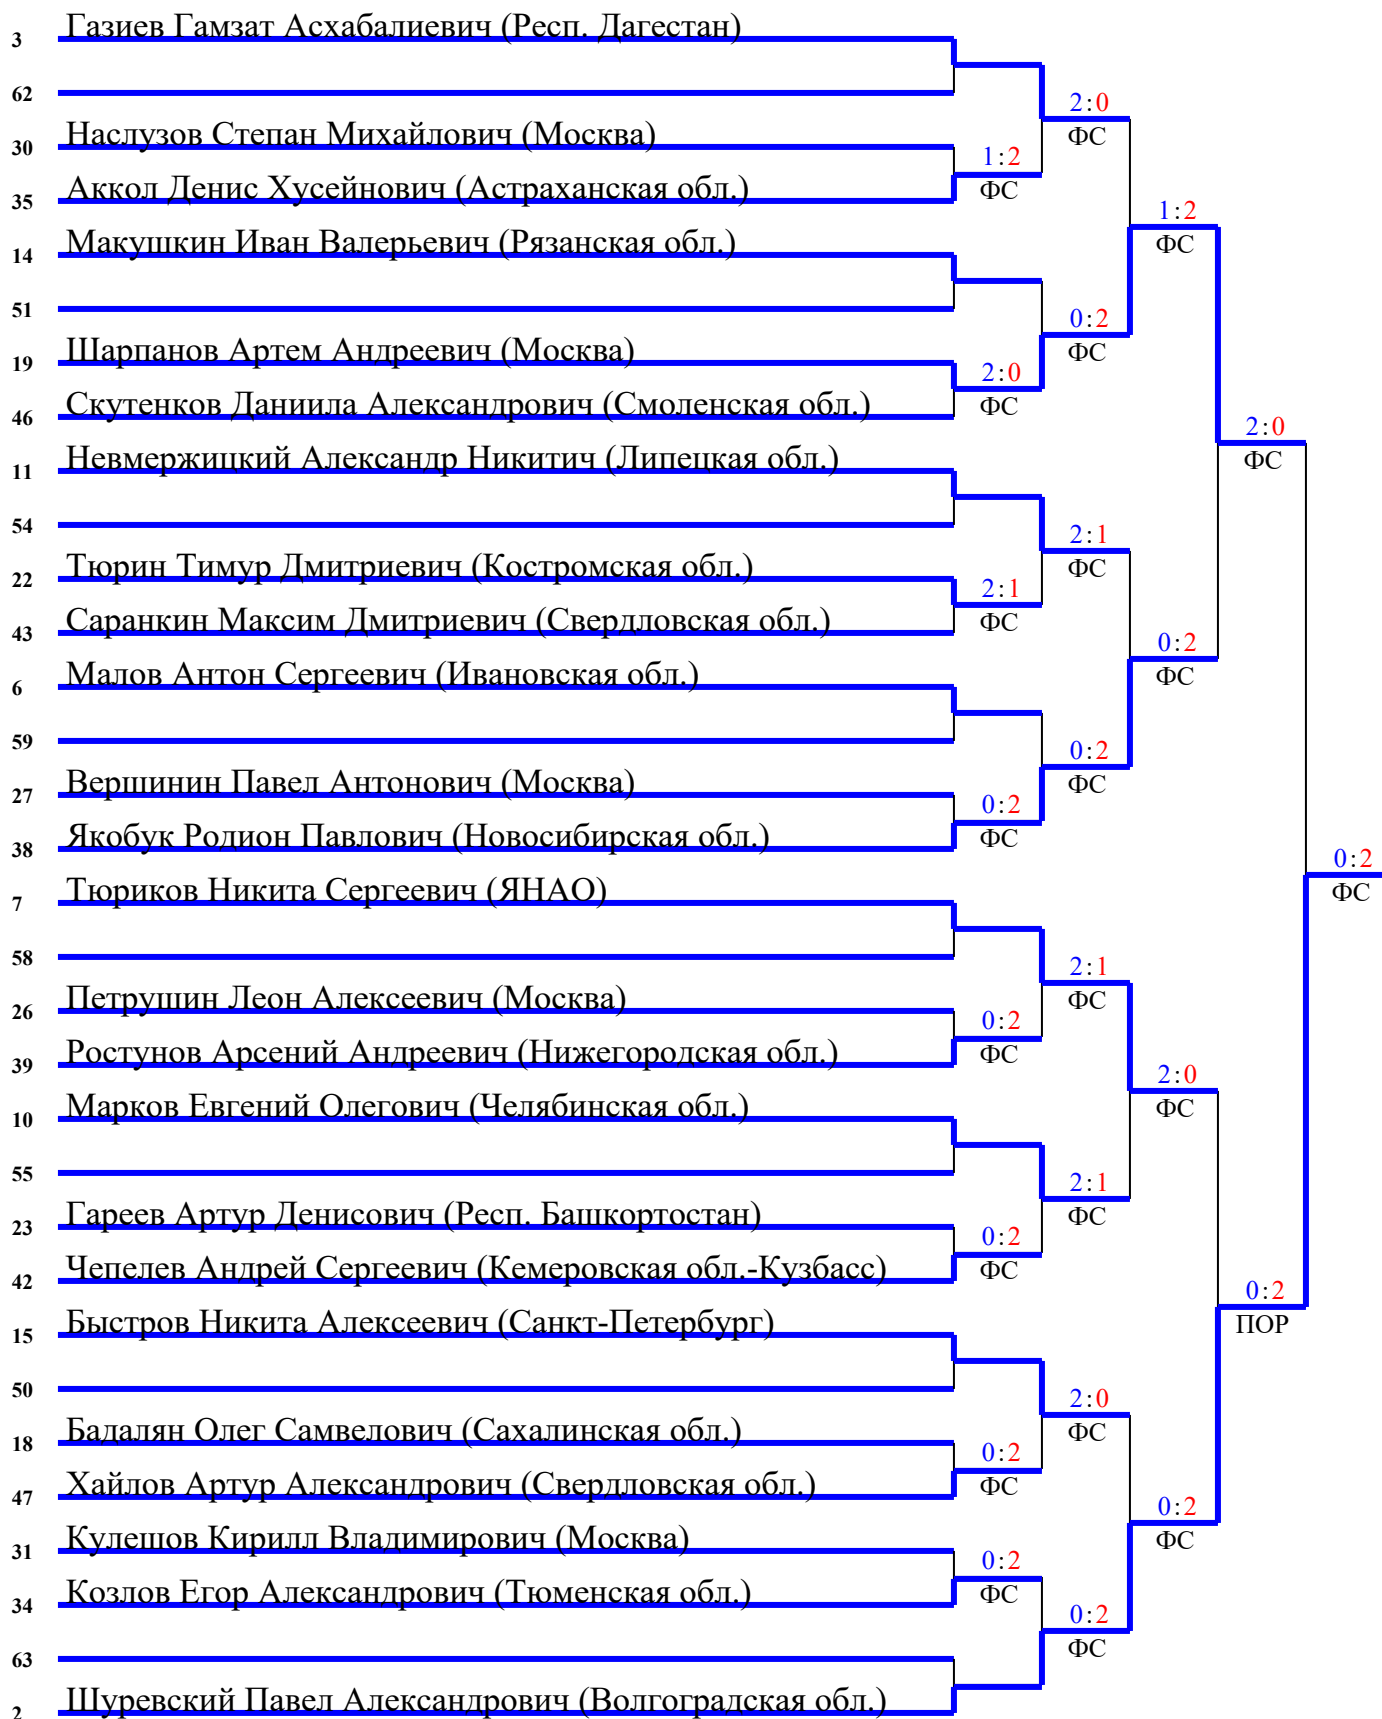 Газиев Гамзат Асхабалиевич (Респ. Дагестан)
3
62
2:0
ФС
Наслузов Степан Михайлович (Москва)
30
1:2
ФС
Аккол Денис Хусейнович (Астраханская обл.)
35
1:2
ФС
Макушкин Иван Валерьевич (Рязанская обл.)
14
51
0:2
ФС
Шарпанов Артем Андреевич (Москва)
19
2:0
ФС
Скутенков Даниила Александрович (Смоленская обл.)
46
2:0
ФС
Невмержицкий Александр Никитич (Липецкая обл.)
11
54
2:1
ФС
Тюрин Тимур Дмитриевич (Костромская обл.)
22
2:1
ФС
Саранкин Максим Дмитриевич (Свердловская обл.)
43
0:2
ФС
Малов Антон Сергеевич (Ивановская обл.)
6
59
0:2
ФС
Вершинин Павел Антонович (Москва)
27
0:2
ФС
Якобук Родион Павлович (Новосибирская обл.)
38
0:2
ФС
Тюриков Никита Сергеевич (ЯНАО)
7
58
2:1
ФС
Петрушин Леон Алексеевич (Москва)
26
0:2
ФС
Ростунов Арсений Андреевич (Нижегородская обл.)
39
2:0
ФС
Марков Евгений Олегович (Челябинская обл.)
10
55
2:1
ФС
Гареев Артур Денисович (Респ. Башкортостан)
23
0:2
ФС
Чепелев Андрей Сергеевич (Кемеровская обл.-Кузбасс)
42
0:2
ПОР
Быстров Никита Алексеевич (Санкт-Петербург)
15
50
2:0
ФС
Бадалян Олег Самвелович (Сахалинская обл.)
18
0:2
ФС
Хайлов Артур Александрович (Свердловская обл.)
47
0:2
ФС
Кулешов Кирилл Владимирович (Москва)
31
0:2
ФС
Козлов Егор Александрович (Тюменская обл.)
34
0:2
ФС
63
Шуревский Павел Александрович (Волгоградская обл.)
2